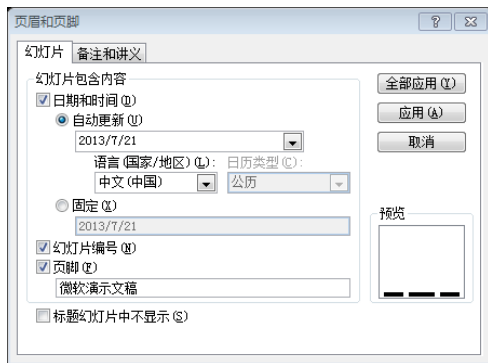 页眉和页脚
幻灯片 备注和讲义
幻灯片包含内容
日期和时间(D)
自动更新(U)
2013/7/21
语言(国家/地区)(L): 日历类型(C):
中文(中国) 公历
固定(X)
2013/7/21
幻灯片编号(N)
页脚(F)
微软演示文稿
标题幻灯片中不显示(S)
全部应用(Y)
应用(A)
取消
预览